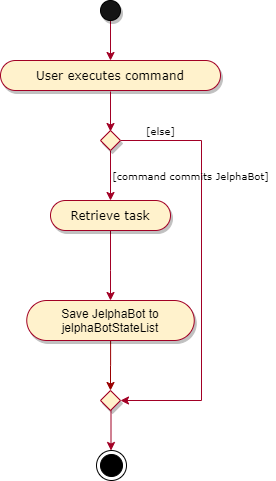 User executes command
[else]
[command commits JelphaBot]
Retrieve task
Save JelphaBot to
jelphaBotStateList